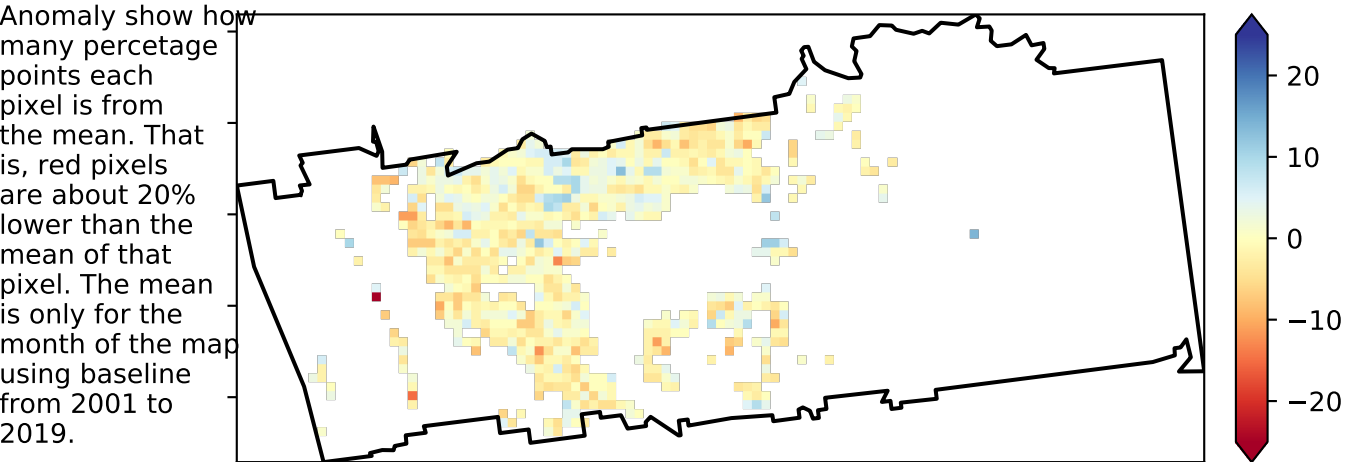 Anomaly show how
many percetage
points each
pixel is from
the mean. That
is, red pixels
are about 20%
lower than the
mean of that
pixel. The mean
is only for the
month of the map
using baseline
from 2001 to
2019.
20
10
0
−10
−20